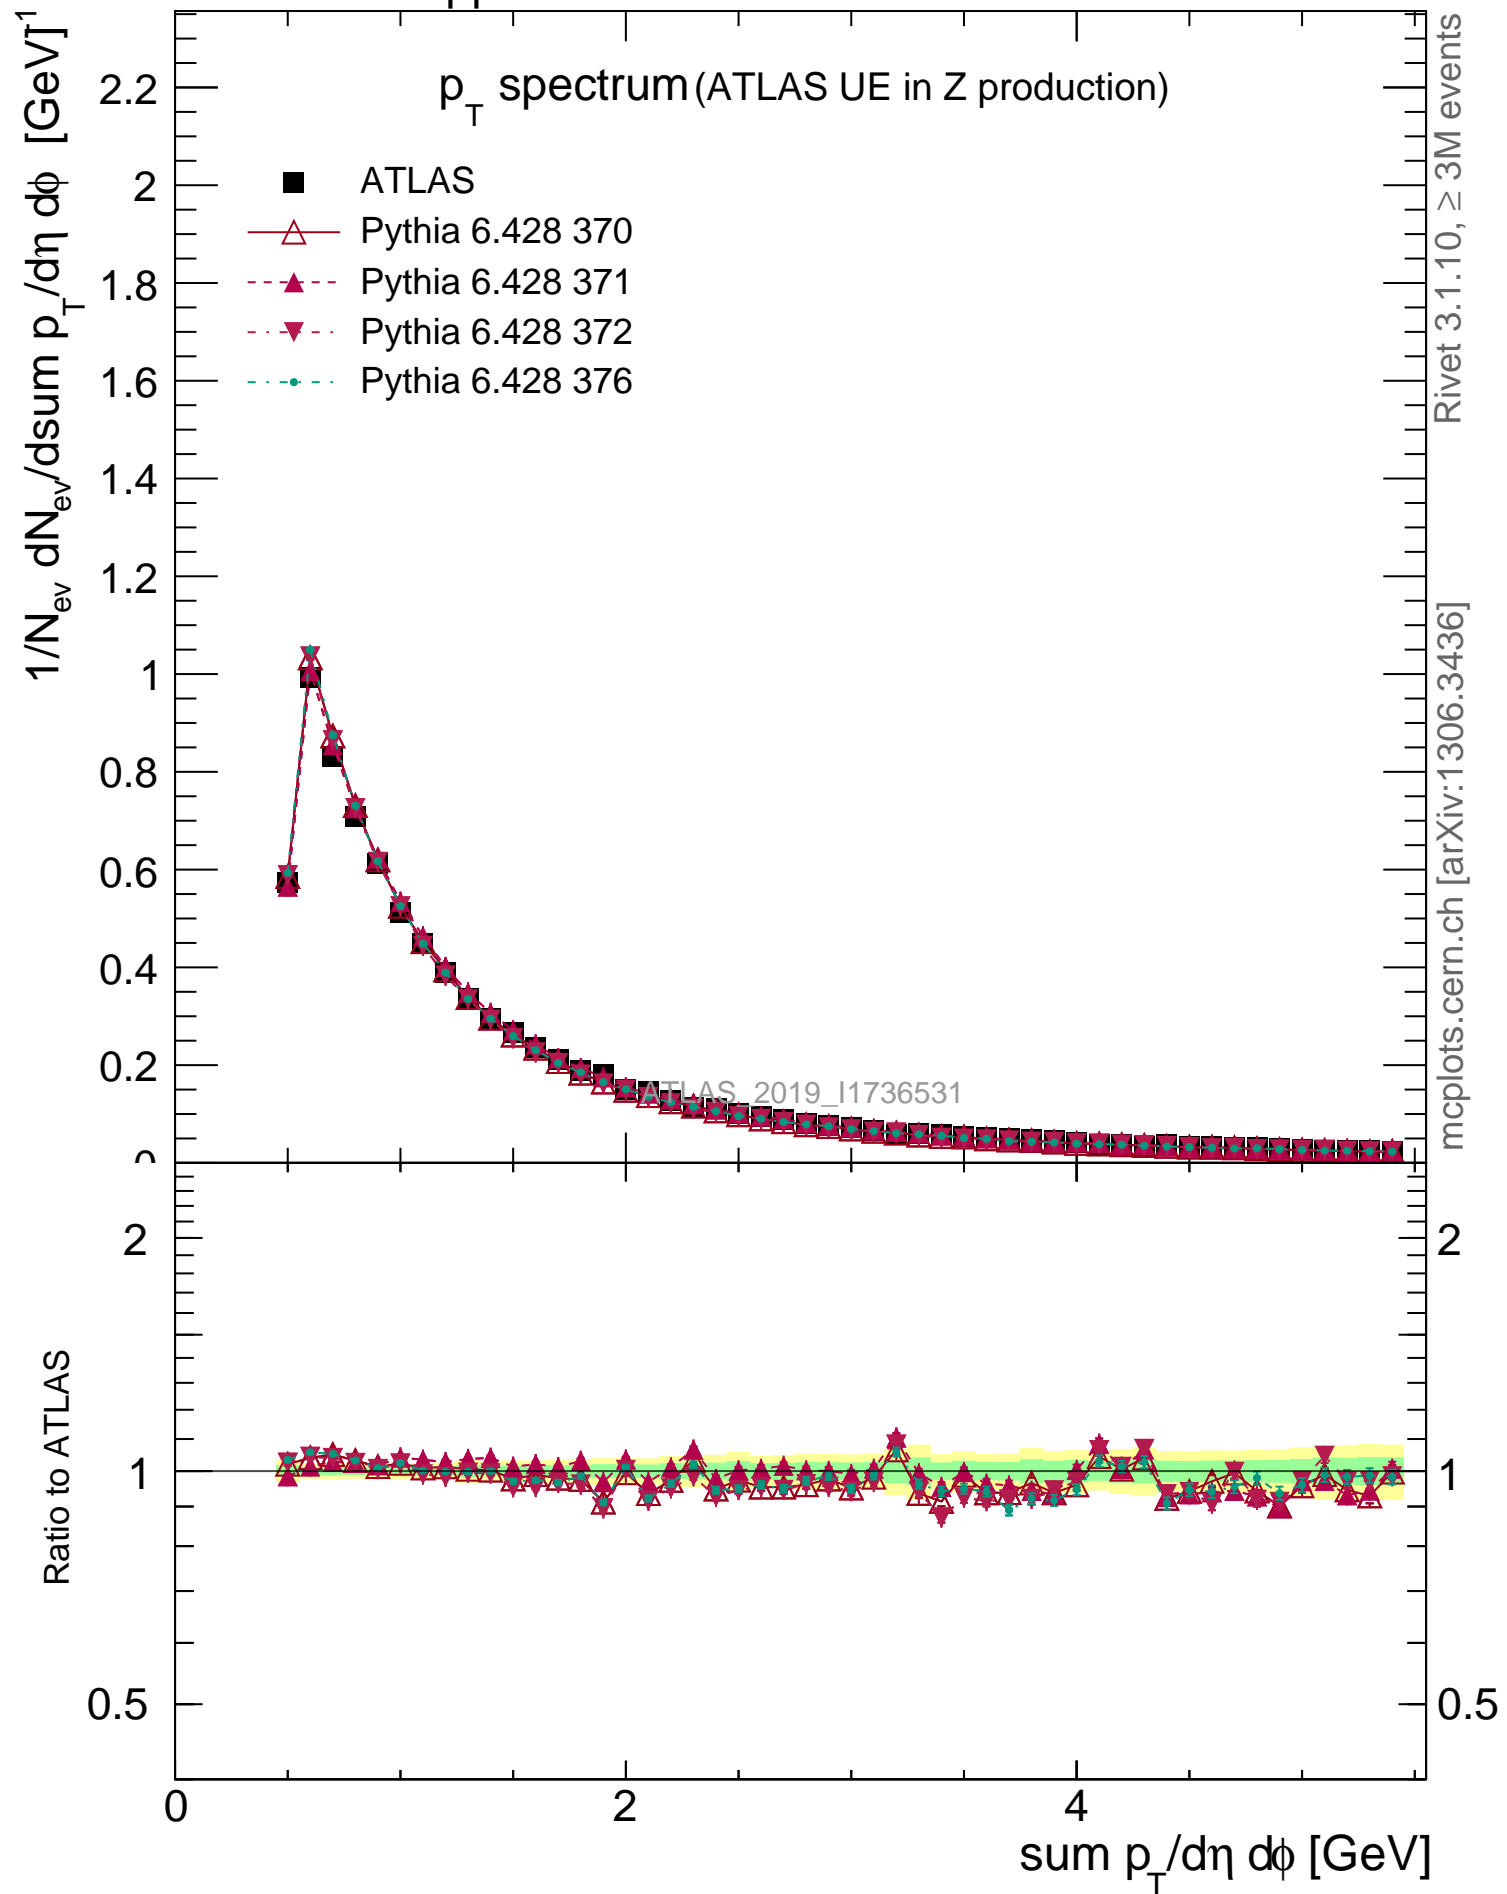 pp
p_T spectrum (ATLAS UE in Z production)
ATLAS
Pythia 6.428 370
Pythia 6.428 371
Pythia 6.428 372
Pythia 6.428 376
1/N_ev dN_ev/dsum p_T/dη dϕ [GeV]^-1
2.2
2
1.8
1.6
1.4
1.2
1
0.8
0.6
0.4
0.2
0
ATLAS_2019_I1736531
Rivet 3.1.10, ≥ 3M events
mcplots.cern.ch [arXiv:1306.3436]
Ratio to ATLAS
2
1
0.5
2
1
0.5
0
2
4
sum p_T/dη dϕ [GeV]